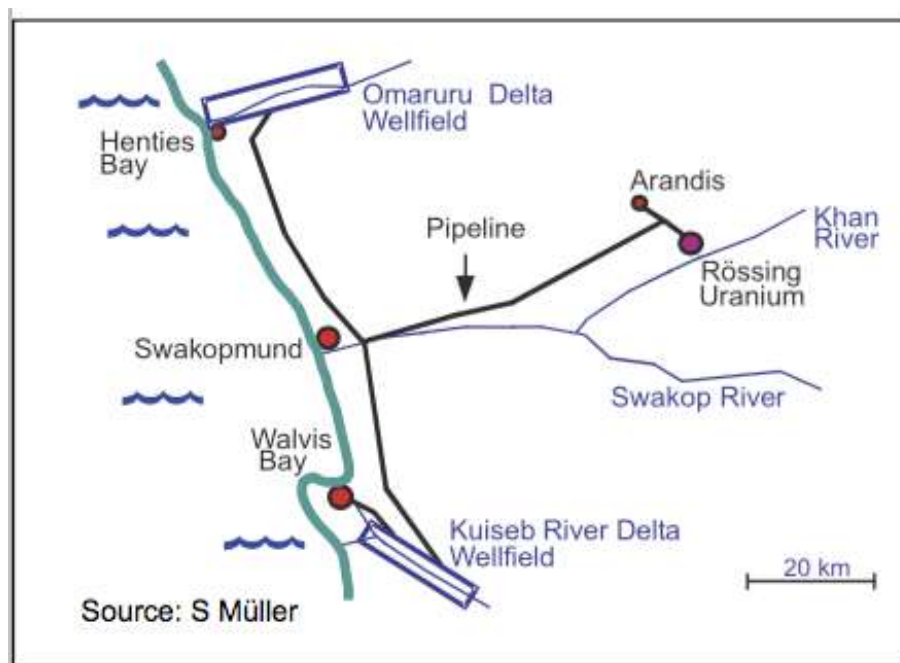 Omaruru Delta
Wellfield
Henties
Bay
Arandis
Pipeline
Khan
River
Rössing
Uranium
Swakopmund
Swakop River
Walvis
Bay
Kuiseb River Delta
Wellfield
20 km
Source: S Müller